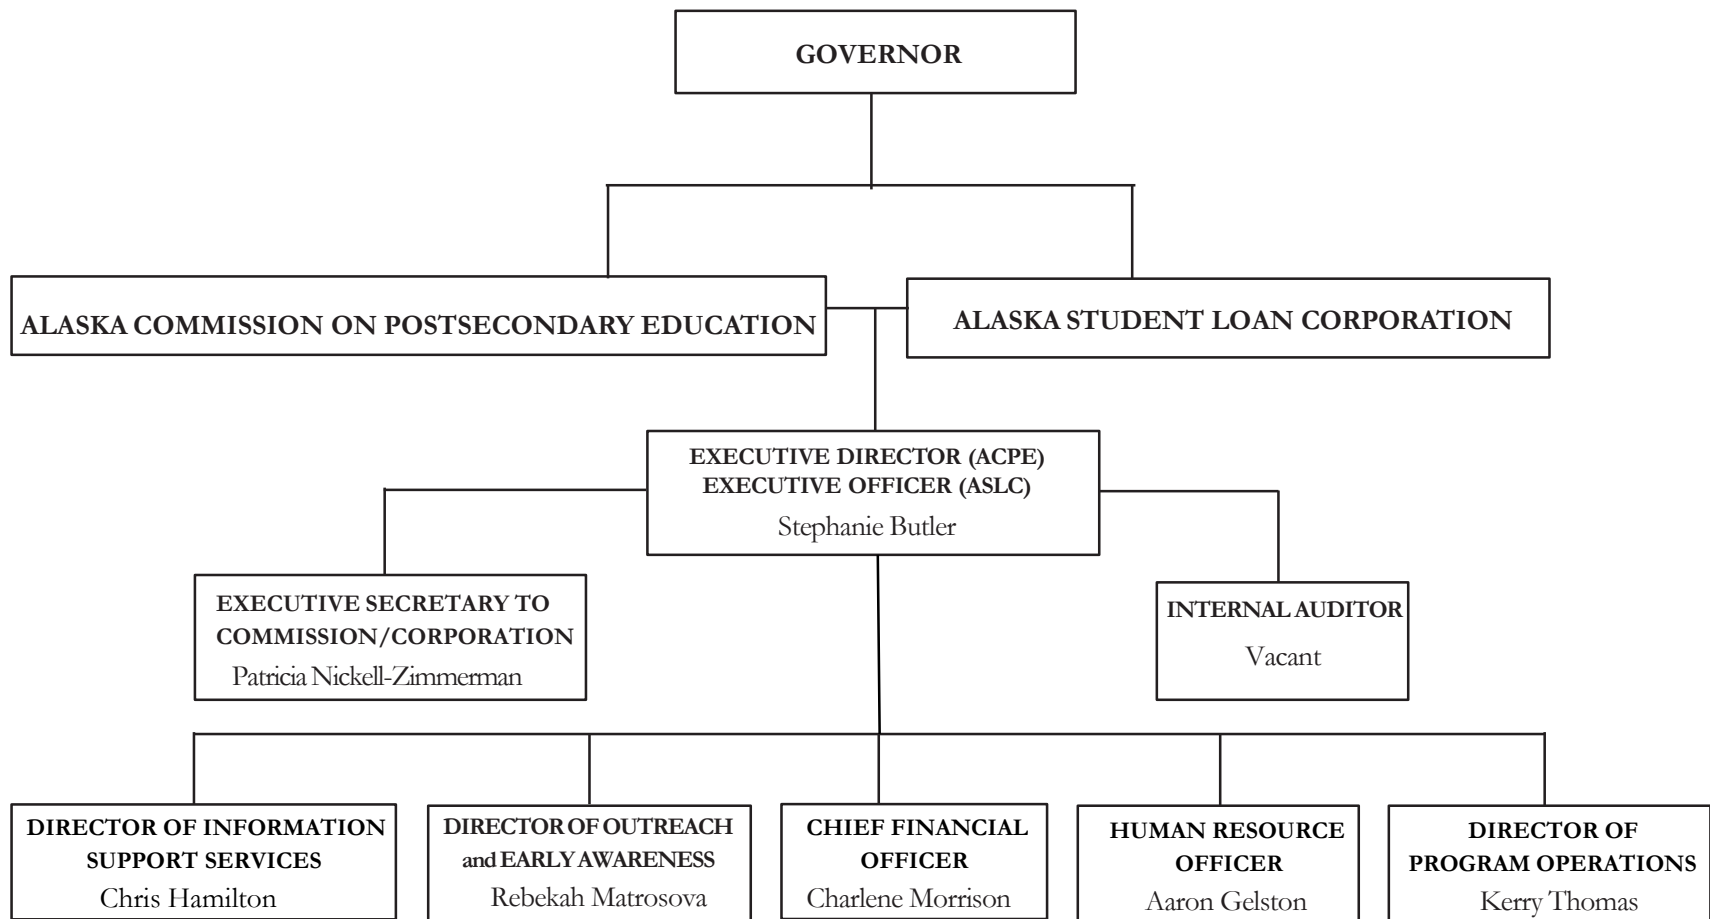 GOVERNOR
ALASKA COMMISSION ON POSTSECONDARY EDUCATION
ALASKA STUDENT LOAN CORPORATION
EXECUTIVE DIRECTOR (ACPE)
EXECUTIVE OFFICER (ASLC)
Stephanie Butler
EXECUTIVE SECRETARY TO
COMMISSION/CORPORATION
Patricia Nickell-Zimmerman
INTERNAL AUDITOR
Vacant
DIRECTOR OF INFORMATION
SUPPORT SERVICES
Chris Hamilton
DIRECTOR OF OUTREACH
and EARLY AWARENESS
Rebekah Matrosova
CHIEF FINANCIAL
OFFICER
Charlene Morrison
HUMAN RESOURCE
OFFICER
Aaron Gelston
DIRECTOR OF
PROGRAM OPERATIONS
Kerry Thomas